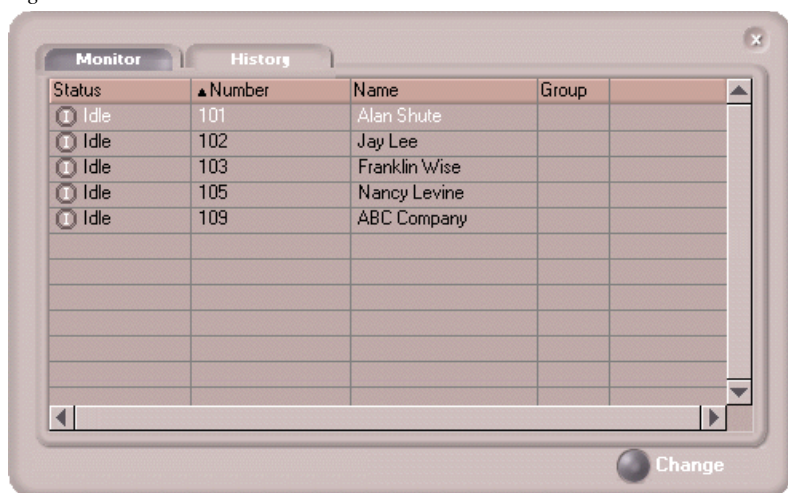 Monitor History
Status ▲Number Name Group
I Idle 101 Alan Shute
I Idle 102 Jay Lee
I Idle 103 Franklin Wise
I Idle 105 Nancy Levine
I Idle 109 ABC Company
Change